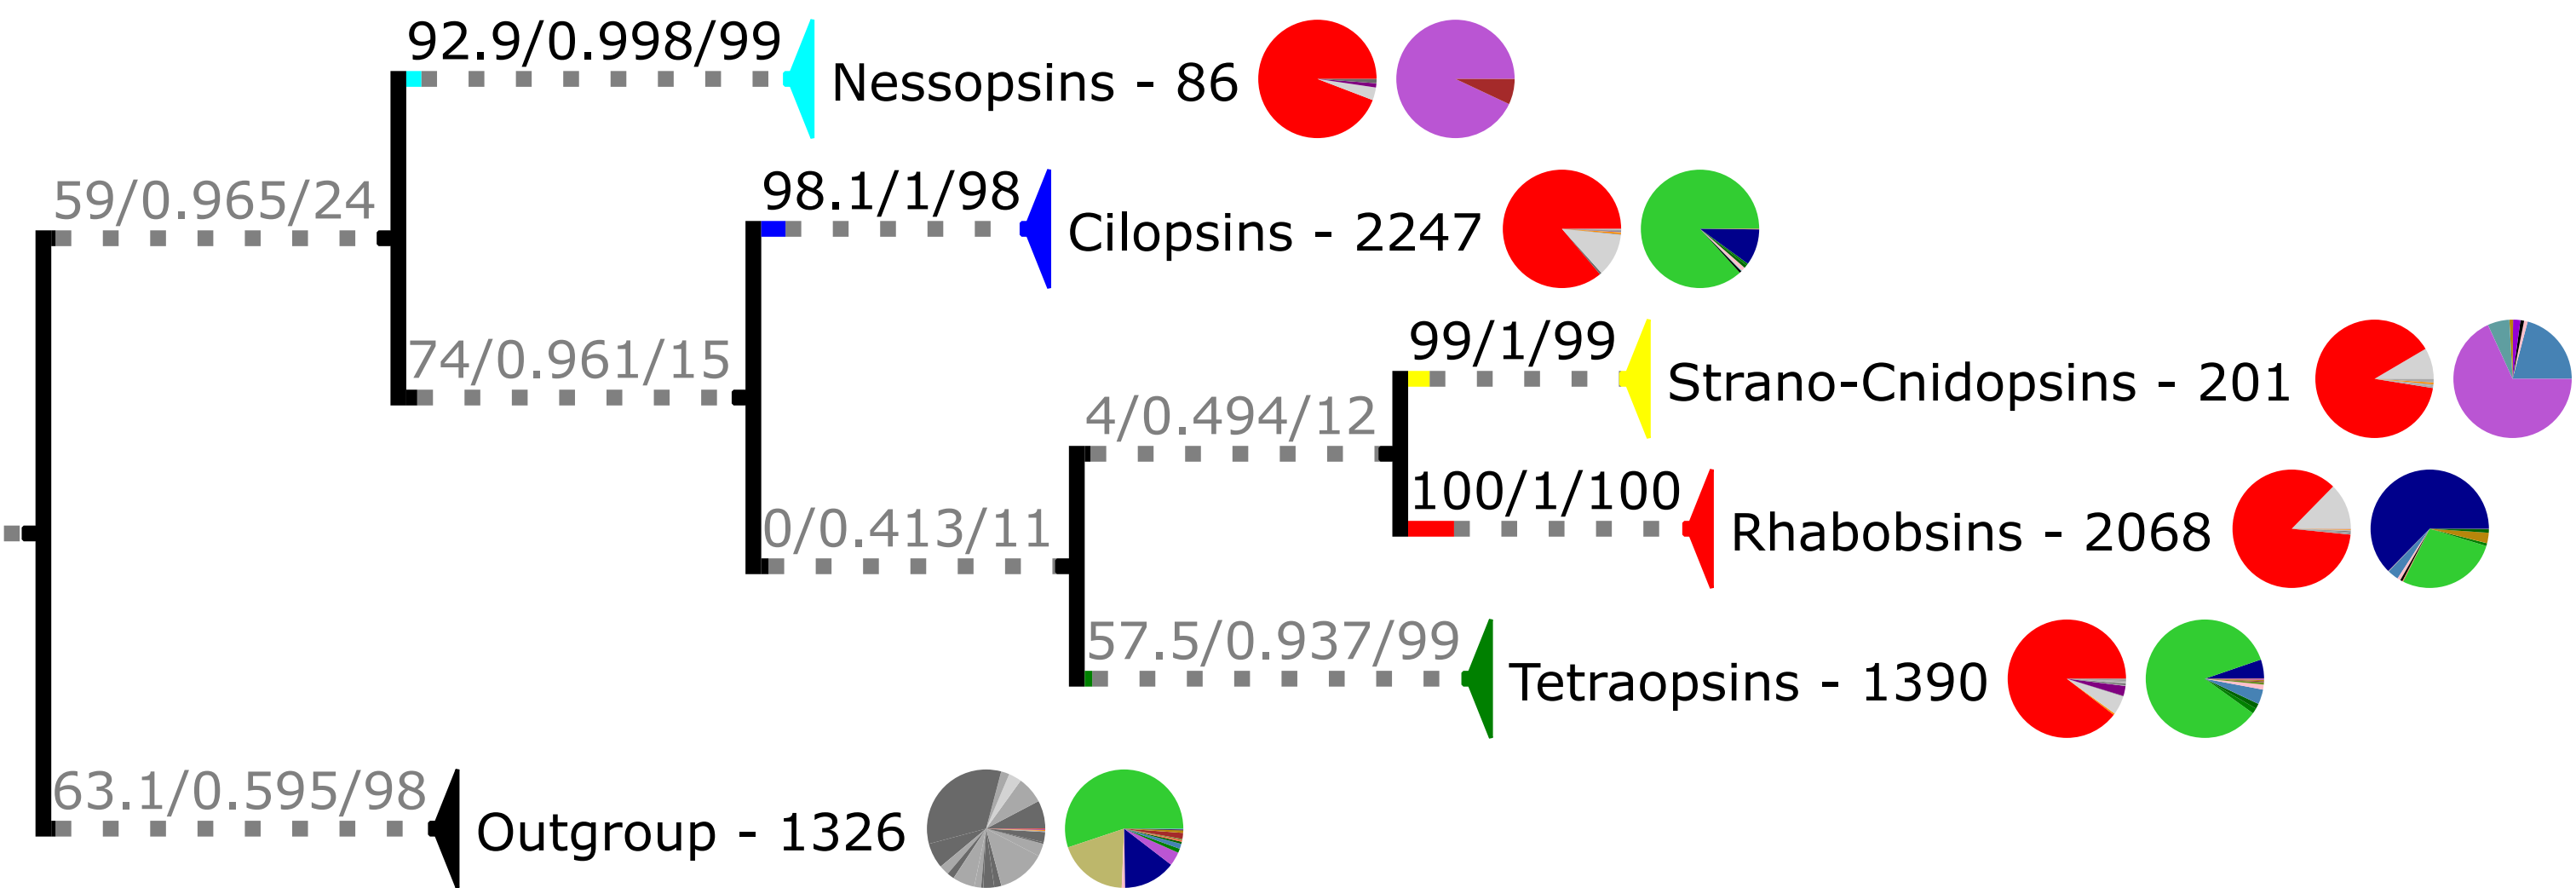 92.9/0.998/99
Nessopsins - 86
59/0.965/24
98.1/1/98
Cilopsins - 2247
74/0.961/15
99/1/99
Strano-Cnidopsins - 201
4/0.494/12
100/1/100
Rhabobsins - 2068
0/0.413/11
57.5/0.937/99
Tetraopsins - 1390
63.1/0.595/98
Outgroup - 1326